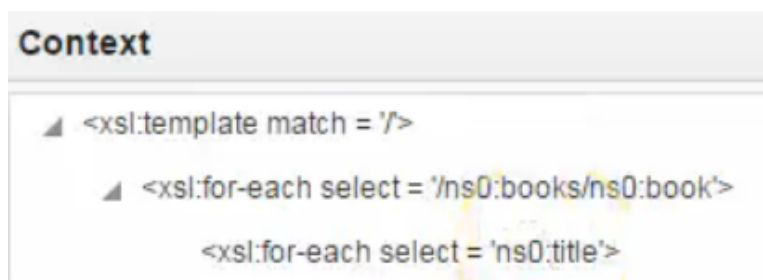 Context
<xsl:template match = '/'>
<xsl:for-each select = '/ns0:books/ns0:book'>
<xsl:for-each select = 'ns0:title'>